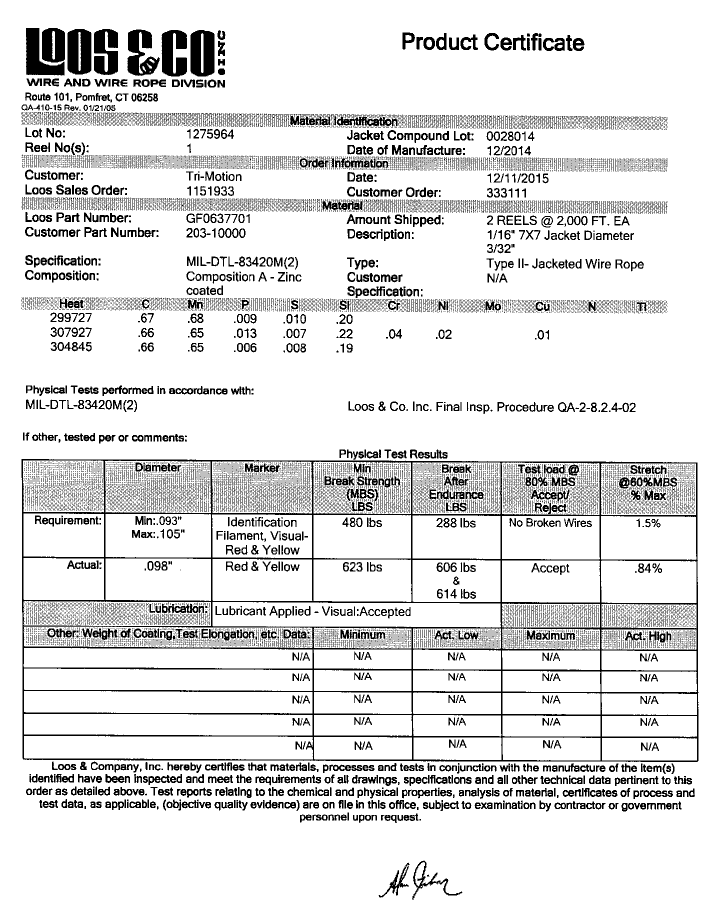 LOOS & CO INC.
Product Certificate
WIRE AND WIRE ROPE DIVISION
Route 101, Pomfret, CT 06258
QA-410-15 Rev. 01/21/05
Material Identification
Lot No: 1275964 Jacket Compound Lot: 0028014
Reel No(s): 1 Date of Manufacture: 12/2014
Order Information
Customer: Tri-Motion Date: 12/11/2015
Loos Sales Order: 1151933 Customer Order: 333111
Material
Loos Part Number: GF0637701 Amount Shipped: 2 REELS @ 2,000 FT. EA
Customer Part Number: 203-10000 Description: 1/16" 7X7 Jacket Diameter
3/32"
Specification: MIL-DTL-83420M(2) Type: Type II- Jacketed Wire Rope
Composition: Composition A - Zinc Customer N/A
coated Specification:
Heat C Mn P S Si Cr Ni Mo Cu N Ti
299727 .67 .68 .009 .010 .20
307927 .66 .65 .013 .007 .22 .04 .02 .01
304845 .66 .65 .006 .008 .19
Physical Tests performed in accordance with:
MIL-DTL-83420M(2) Loos & Co. Inc. Final Insp. Procedure QA-2-8.2.4-02
If other, tested per or comments:
Physical Test Results
Diameter Marker Min Break Test load @ Stretch
Break Strength After 80% MBS @60%MBS
(MBS) Endurance Accept/ % Max
LBS LBS Reject
Requirement: Min:.093" Identification 480 lbs 288 lbs No Broken Wires 1.5%
Max:.105" Filament, Visual-
Red & Yellow
Actual: .098" Red & Yellow 623 lbs 606 lbs Accept .84%
&
614 lbs
Lubrication: Lubricant Applied - Visual:Accepted
Other: Weight of Coating,Test Elongation, etc. Data: Minimum Act. Low Maximum Act. High
N/A N/A N/A N/A N/A
N/A N/A N/A N/A N/A
N/A N/A N/A N/A N/A
N/A N/A N/A N/A N/A
N/A N/A N/A N/A N/A
Loos & Company, Inc. hereby certifies that materials, processes and tests in conjunction with the manufacture of the item(s)
identified have been inspected and meet the requirements of all drawings, specifications and all other technical data pertinent to this
order as detailed above. Test reports relating to the chemical and physical properties, analysis of material, certificates of process and
test data, as applicable, (objective quality evidence) are on file in this office, subject to examination by contractor or government
personnel upon request.